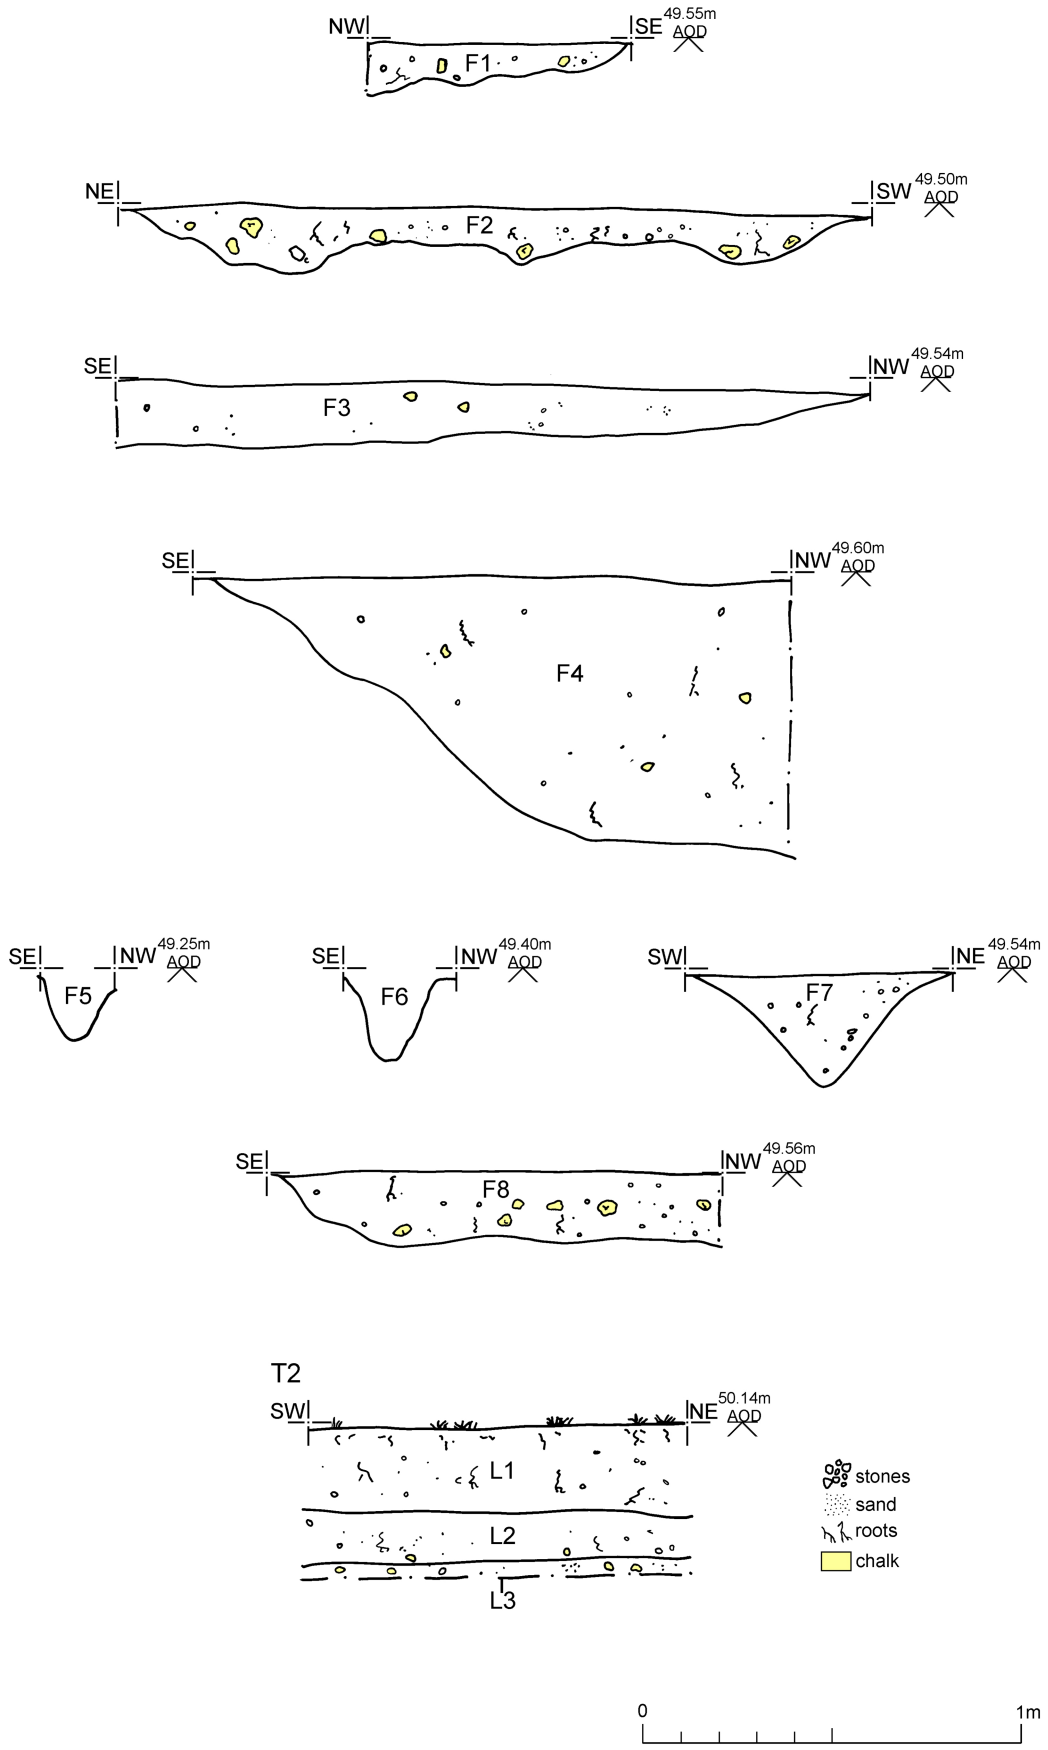 NW SE 49.55m
AOD
F1
NE SW 49.50m
AOD
F2
SE NW 49.54m
AOD
F3
SE NW 49.60m
AOD
F4
SE NW 49.25m
AOD
F5
SE NW 49.40m
AOD
F6
SW NE 49.54m
AOD
F7
SE NW 49.56m
AOD
F8
T2
SW NE 50.14m
AOD
L1
L2
L3
stones
sand
roots
chalk
0 1m